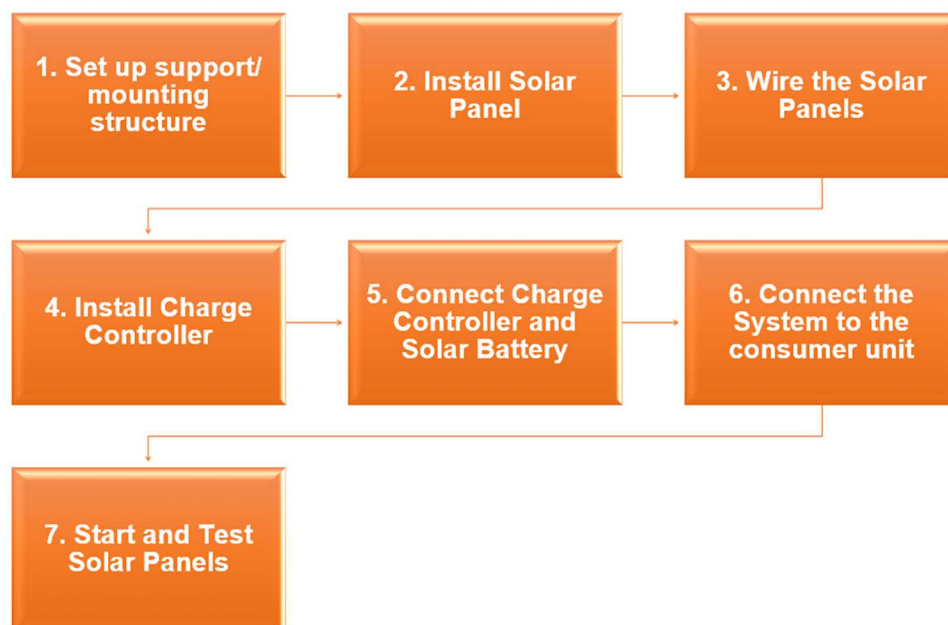 1. Set up support/
mounting
structure
2. Install Solar
Panel
3. Wire the Solar
Panels
4. Install Charge
Controller
5. Connect Charge
Controller and
Solar Battery
6. Connect the
System to the
consumer unit
7. Start and Test
Solar Panels